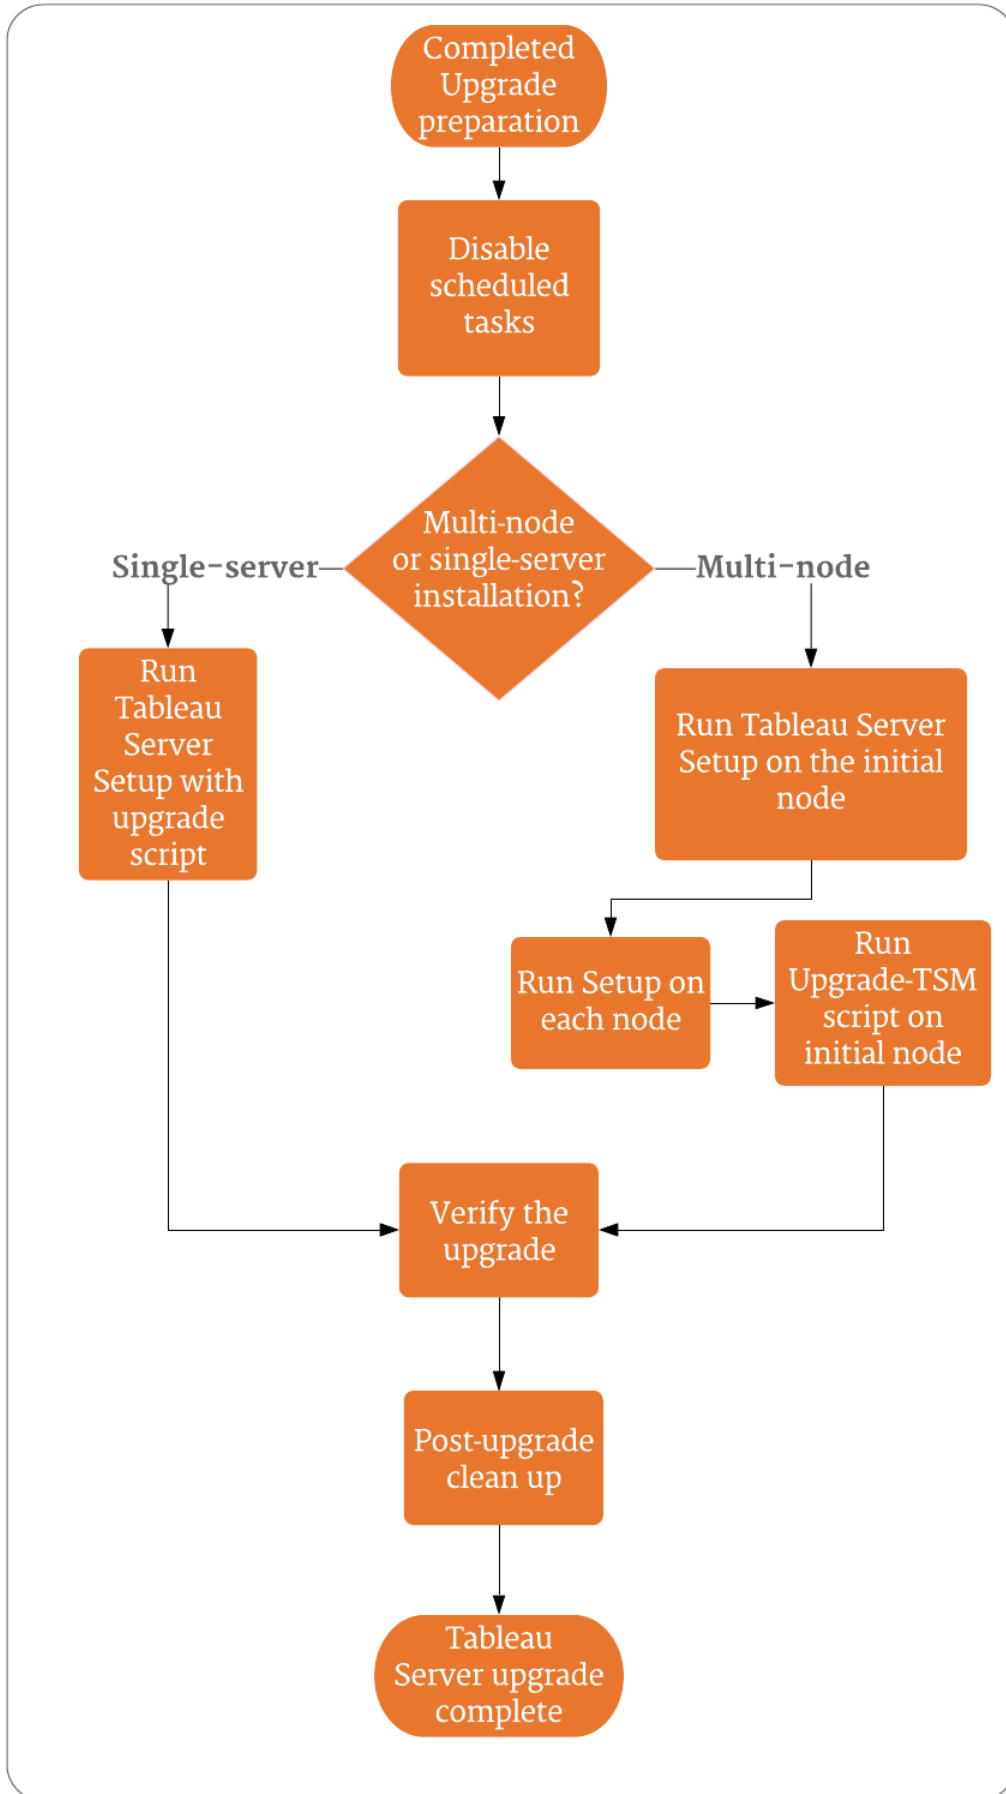 Completed
Upgrade
preparation
Disable
scheduled
tasks
Multi-node
or single-server
installation?
Single-server
Multi-node
Run
Tableau
Server
Setup with
upgrade
script
Run Tableau Server
Setup on the initial
node
Run Setup on
each node
Run
Upgrade-TSM
script on
initial node
Verify the
upgrade
Post-upgrade
clean up
Tableau
Server upgrade
complete